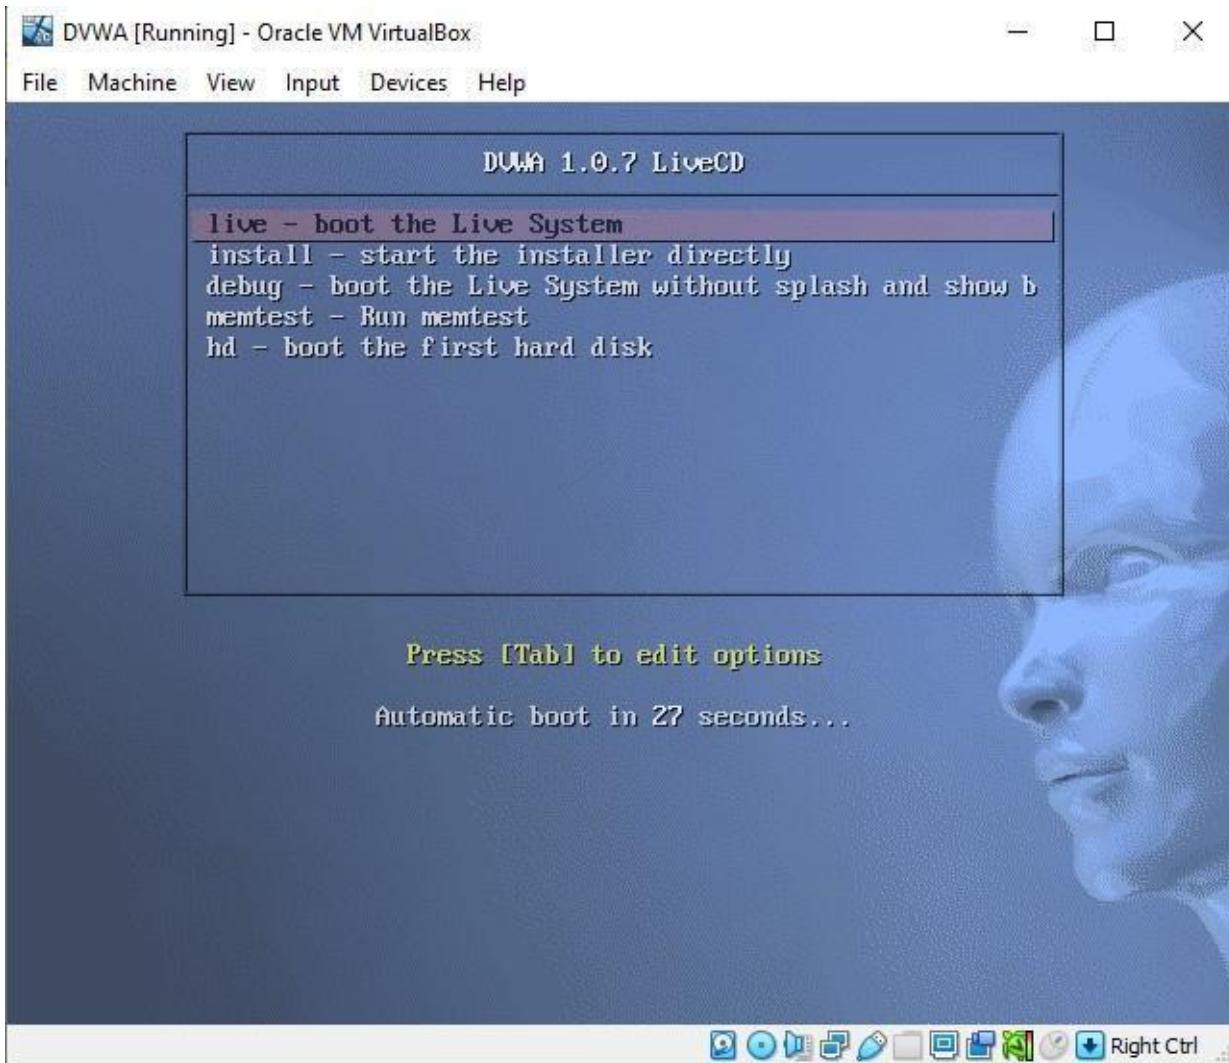 DVWA [Running] - Oracle VM VirtualBox
File Machine View Input Devices Help
DVWA 1.0.7 LiveCD
live - boot the Live System
install - start the installer directly
debug - boot the Live System without splash and show b
memtest - Run memtest
hd - boot the first hard disk
Press [Tab] to edit options
Automatic boot in 27 seconds...
Right Ctrl